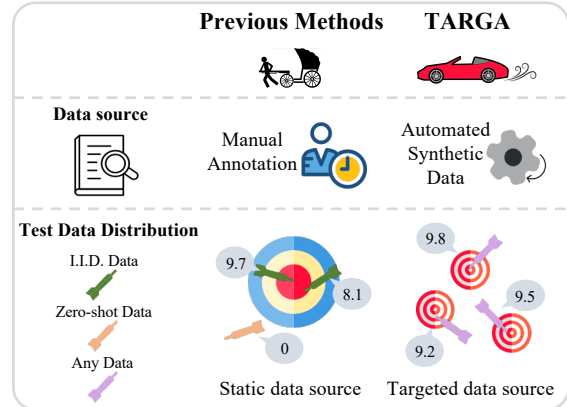 Previous Methods
TARGA
Data source
Manual
Annotation
Automated
Synthetic
Data
Test Data Distribution
I.I.D. Data
Zero-shot Data
Any Data
9.7
8.1
0
Static data source
9.8
9.5
9.2
Targeted data source